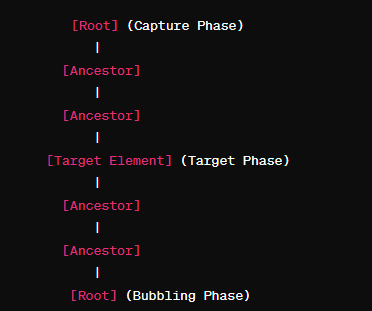 [Root] (Capture Phase)
|
[Ancestor]
|
[Ancestor]
|
[Target Element] (Target Phase)
|
[Ancestor]
|
[Ancestor]
|
[Root] (Bubbling Phase)